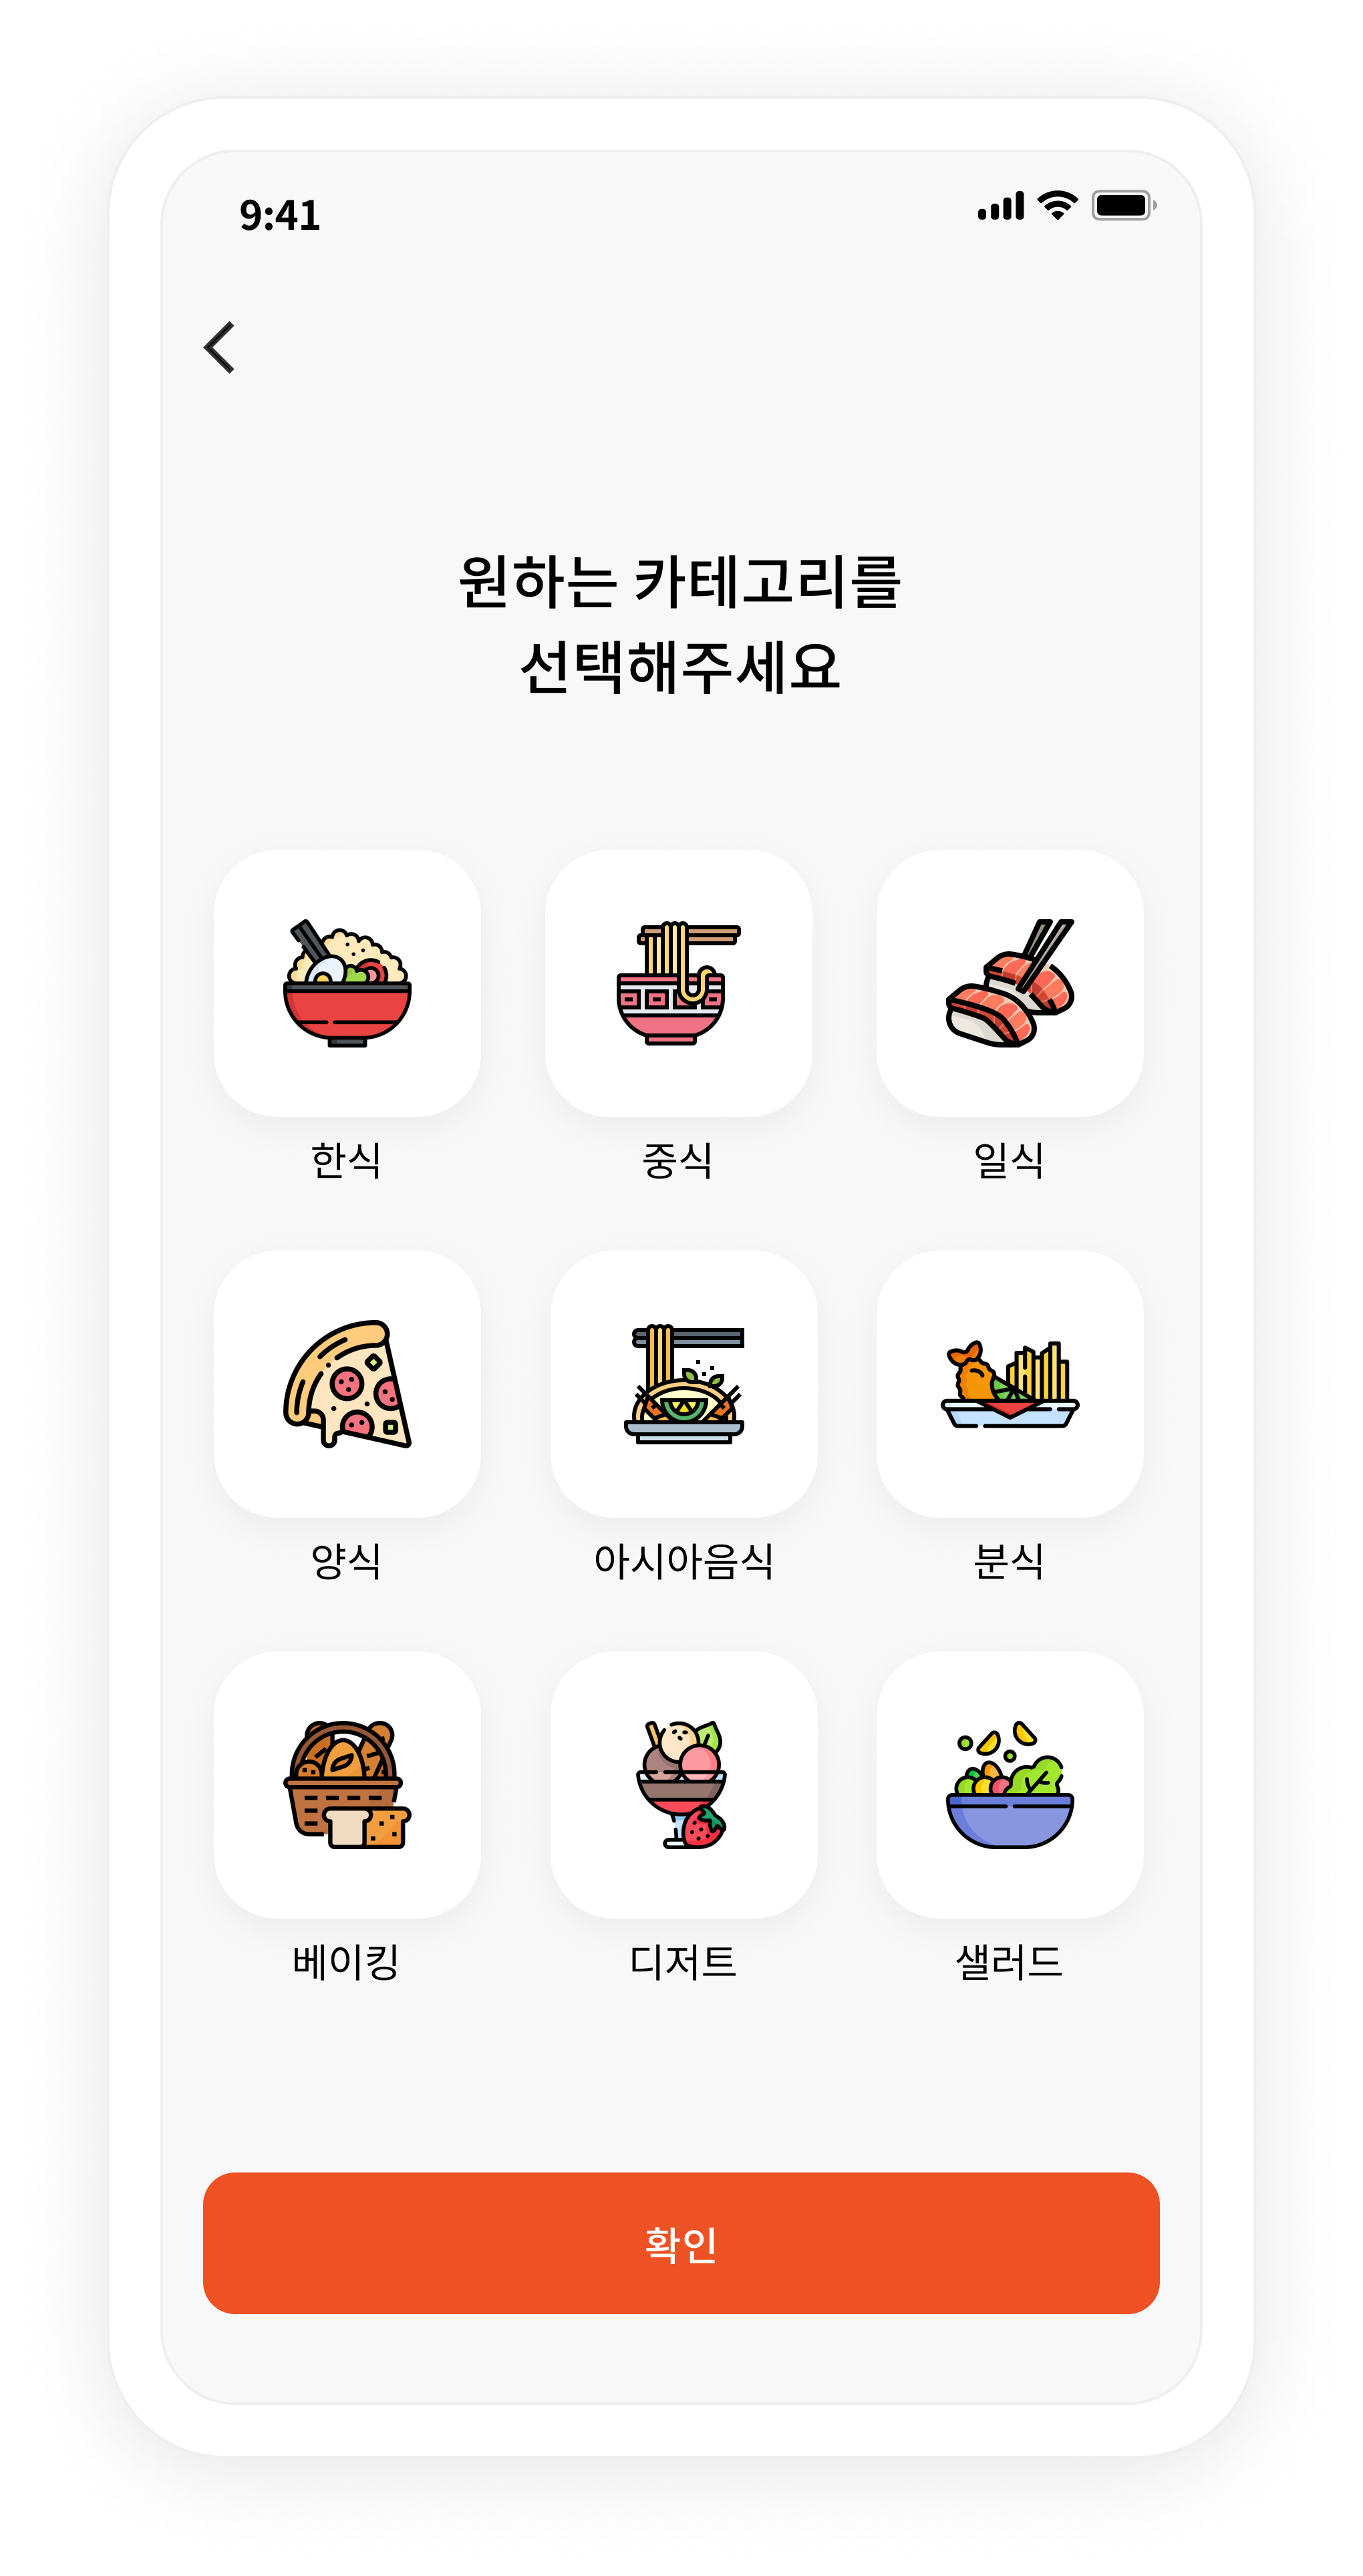 9:41
원하는 카테고리를
선택해주세요
한식
중식
일식
양식
아시아음식
분식
베이킹
디저트
샐러드
확인